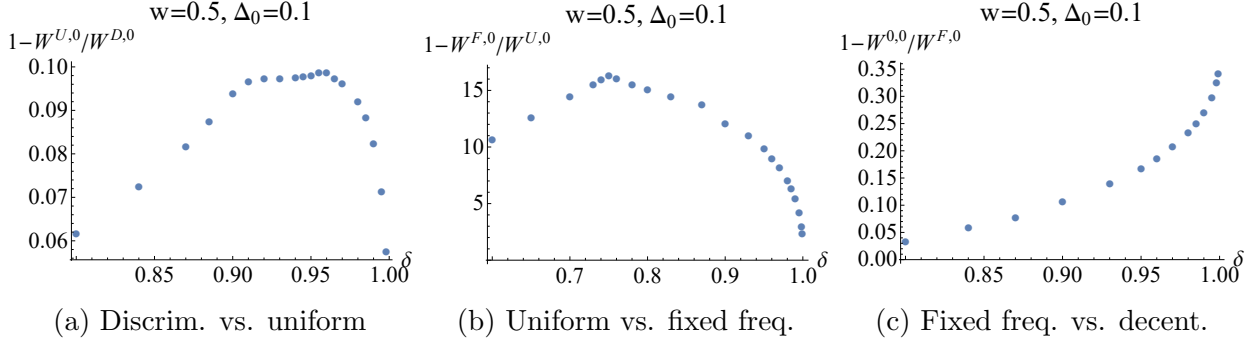 w=0.5, Δ_0=0.1
1−W^{U,0}/W^{D,0}
0.10
0.09
0.08
0.07
0.06
0.85
0.90
0.95
1.00
δ
(a) Discrim. vs. uniform
w=0.5, Δ_0=0.1
1−W^{F,0}/W^{U,0}
15
10
5
0.7
0.8
0.9
1.0
δ
(b) Uniform vs. fixed freq.
w=0.5, Δ_0=0.1
1−W^{0,0}/W^{F,0}
0.35
0.30
0.25
0.20
0.15
0.10
0.05
0.00
0.85
0.90
0.95
1.00
δ
(c) Fixed freq. vs. decent.